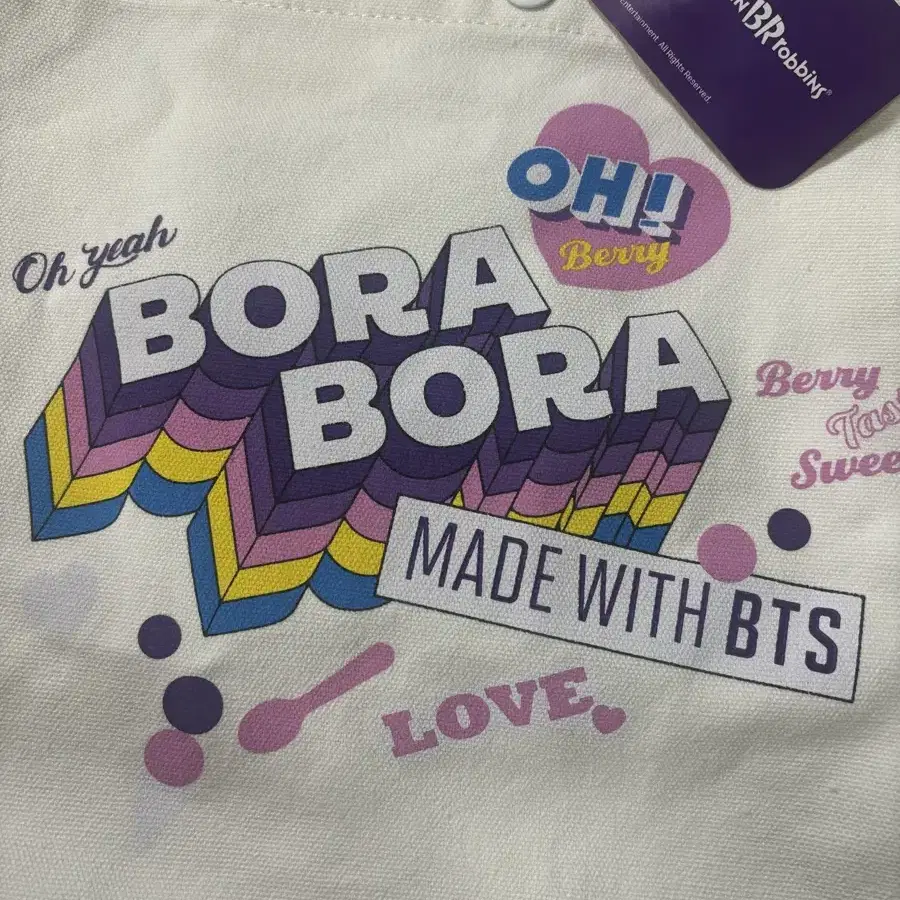 BRrobbins®
Entertainment. All Rights Reserved.
OH!
Berry
Oh yeah
BORA
BORA
Berry
Swee
MADE WITH BTS
LOVE